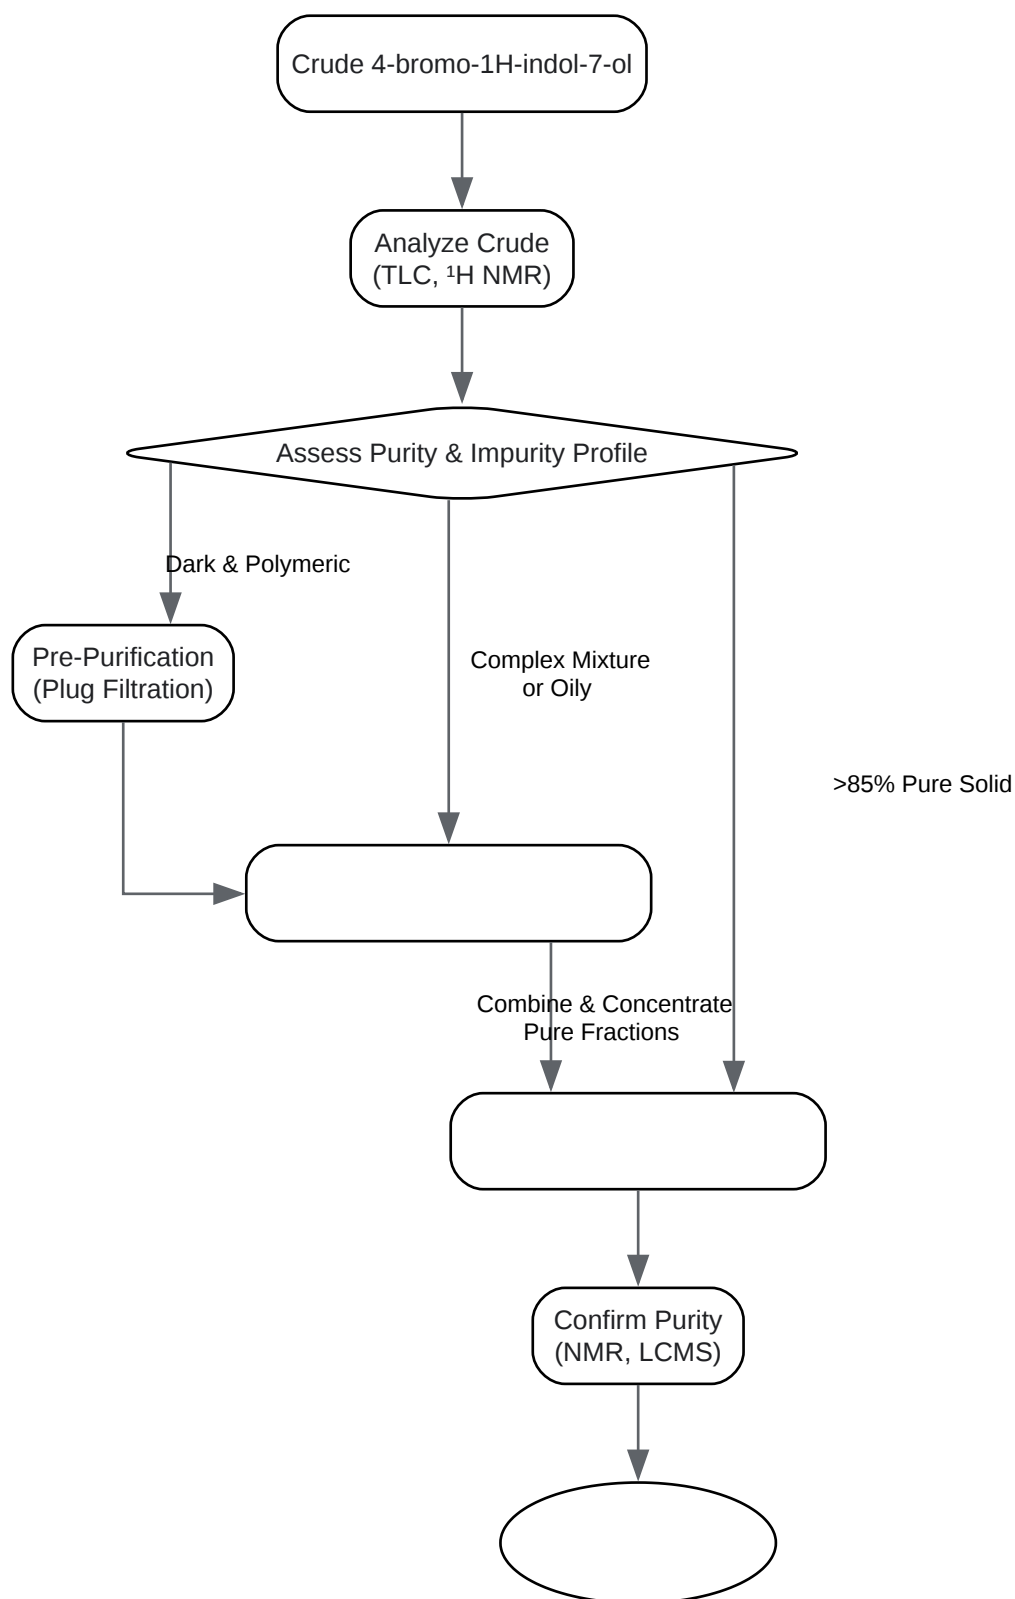 Crude 4-bromo-1H-indol-7-ol
Analyze Crude
(TLC, ¹H NMR)
Assess Purity & Impurity Profile
Dark & Polymeric
Pre-Purification
(Plug Filtration)
Complex Mixture
or Oily
>85% Pure Solid
Combine & Concentrate
Pure Fractions
Confirm Purity
(NMR, LCMS)